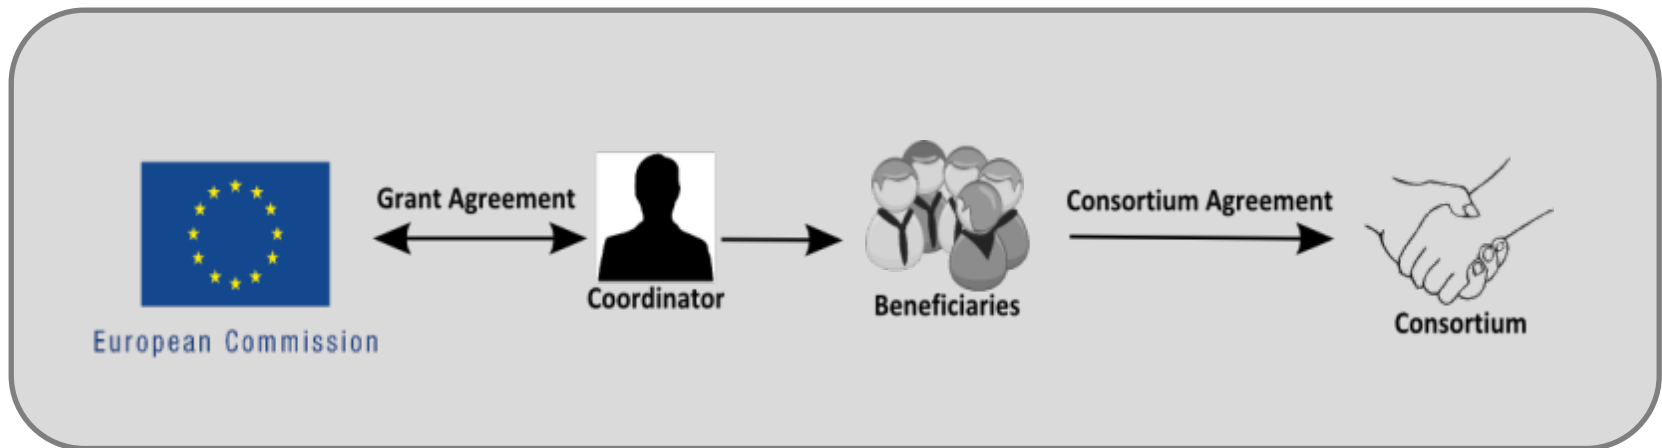 Grant Agreement
Consortium Agreement
Coordinator
Beneficiaries
Consortium
European Commission